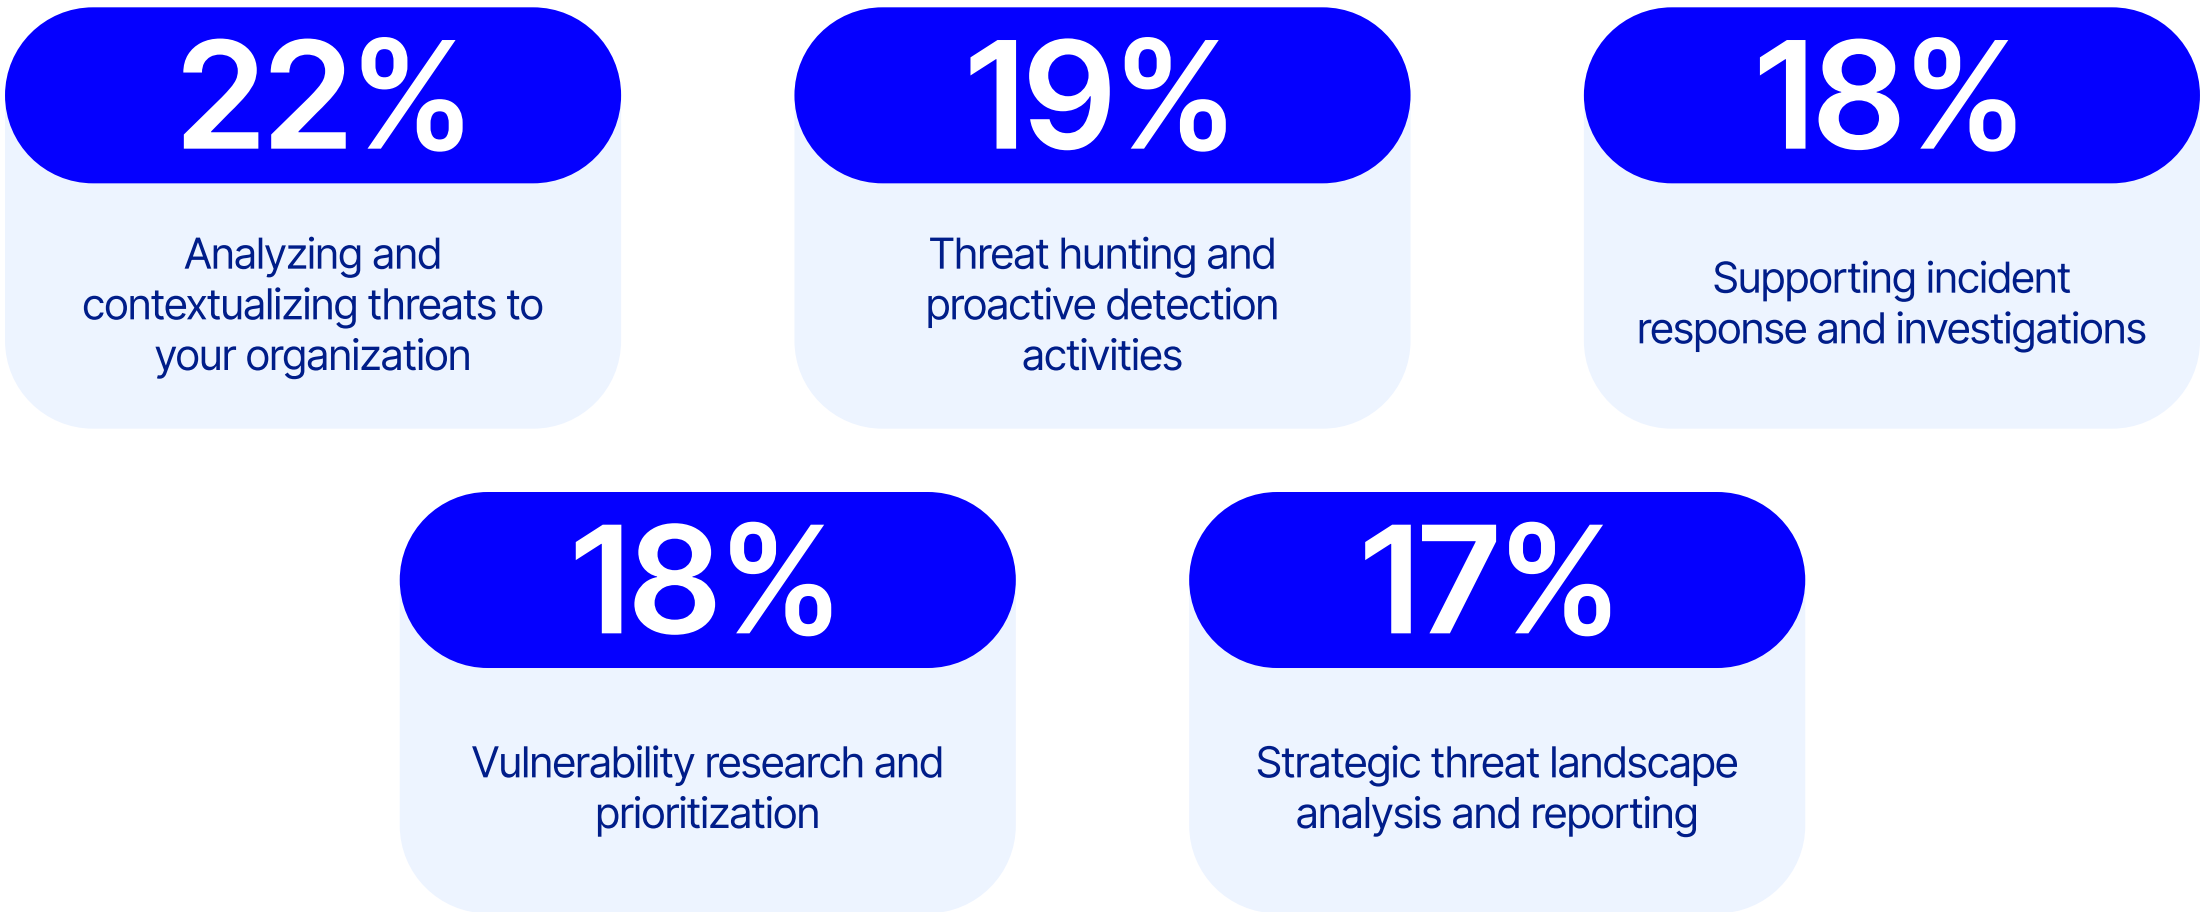 22%
Analyzing and
contextualizing threats to
your organization
19%
Threat hunting and
proactive detection
activities
18%
Supporting incident
response and investigations
18%
Vulnerability research and
prioritization
17%
Strategic threat landscape
analysis and reporting